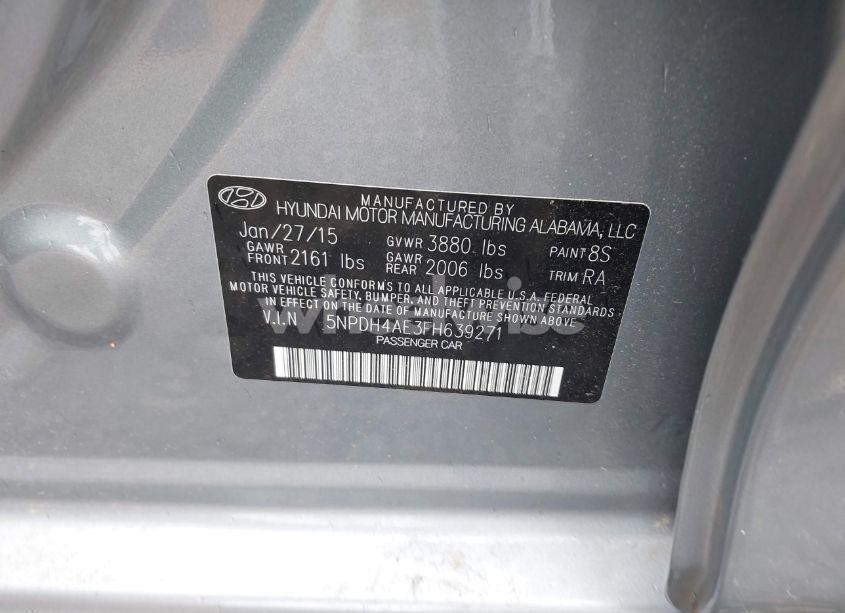 MANUFACTURED BY
HYUNDAI MOTOR MANUFACTURING ALABAMA, LLC
Jan/27/15 GVWR 3880 lbs PAINT 8S
GAWR FRONT 2161 lbs GAWR REAR 2006 lbs TRIM RA
THIS VEHICLE CONFORMS TO ALL APPLICABLE U.S.A. FEDERAL
MOTOR VEHICLE SAFETY, BUMPER, AND THEFT PREVENTION STANDARDS
IN EFFECT ON THE DATE OF MANUFACTURE SHOWN ABOVE
V.I.N 5NPDH4AE3FH639271
PASSENGER CAR